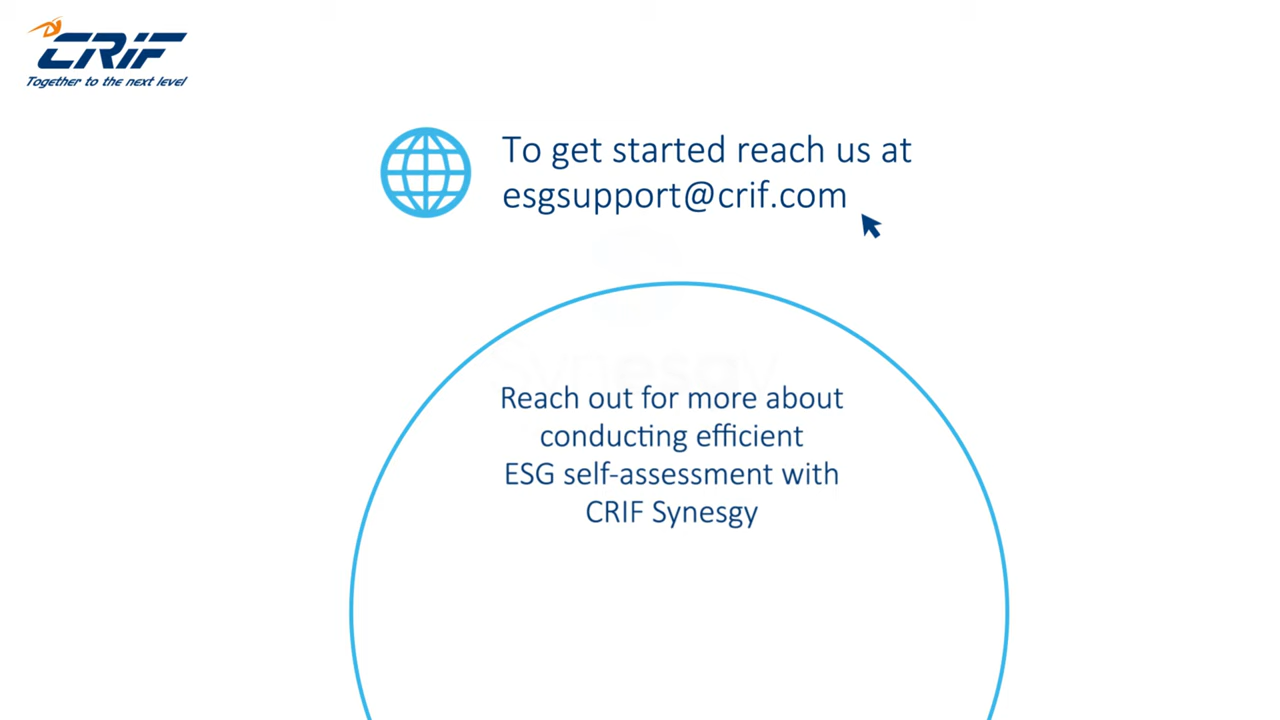 CRIF
Together to the next level
To get started reach us at
esgsupport@crif.com
Synesgy
Reach out for more about
conducting efficient
ESG self-assessment with
CRIF Synesgy